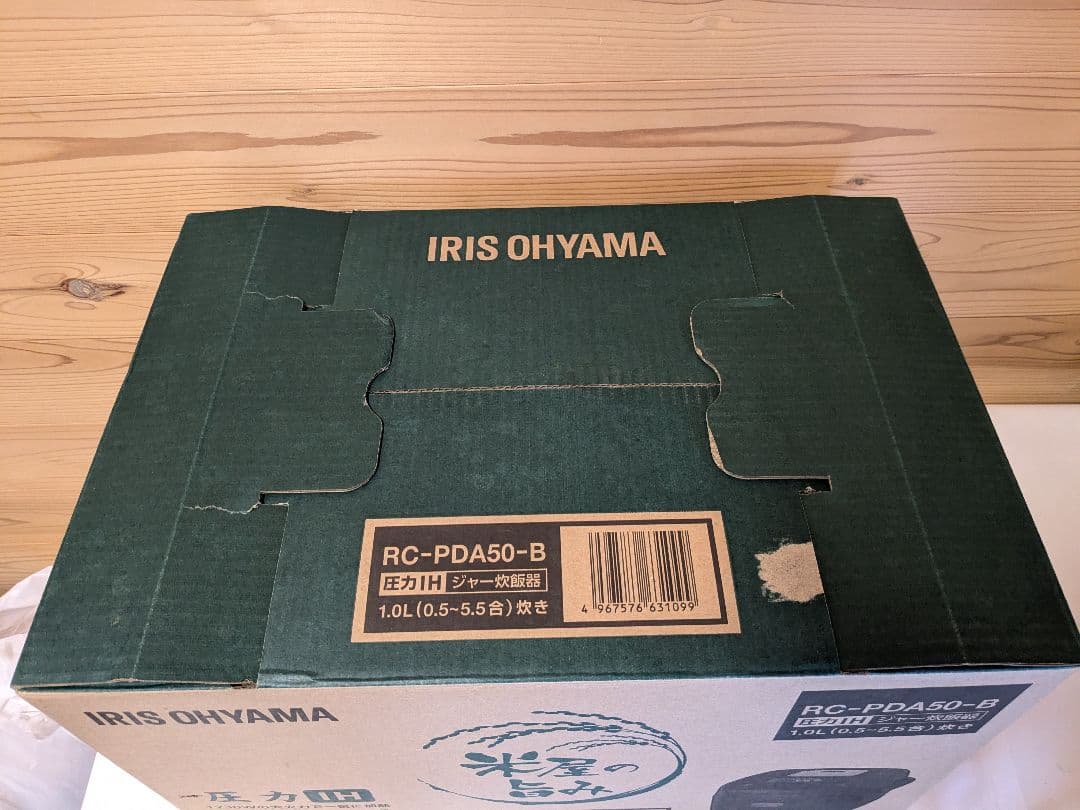 IRIS OHYAMA
RC-PDA50-B
圧力IH ジャー炊飯器
1.0L(0.5~5.5合)炊き
4 967576 631099
IRIS OHYAMA
RC-PDA50-B
圧力IH ジャー炊飯器
1.0L(0.5~5.5合)炊き
米屋の
旨み
圧力IH